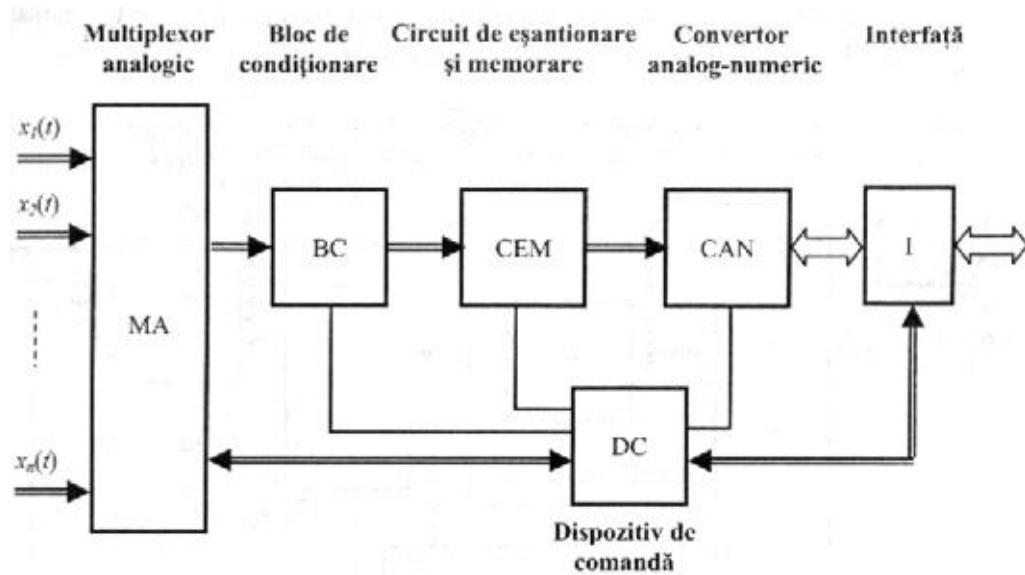 Multiplexor analogic
Bloc de condiționare
Circuit de eșantionare și memorare
Convertor analog-numeric
Interfață
x1(t)
x2(t)
BC
CEM
CAN
I
MA
DC
xn(t)
Dispozitiv de comandă